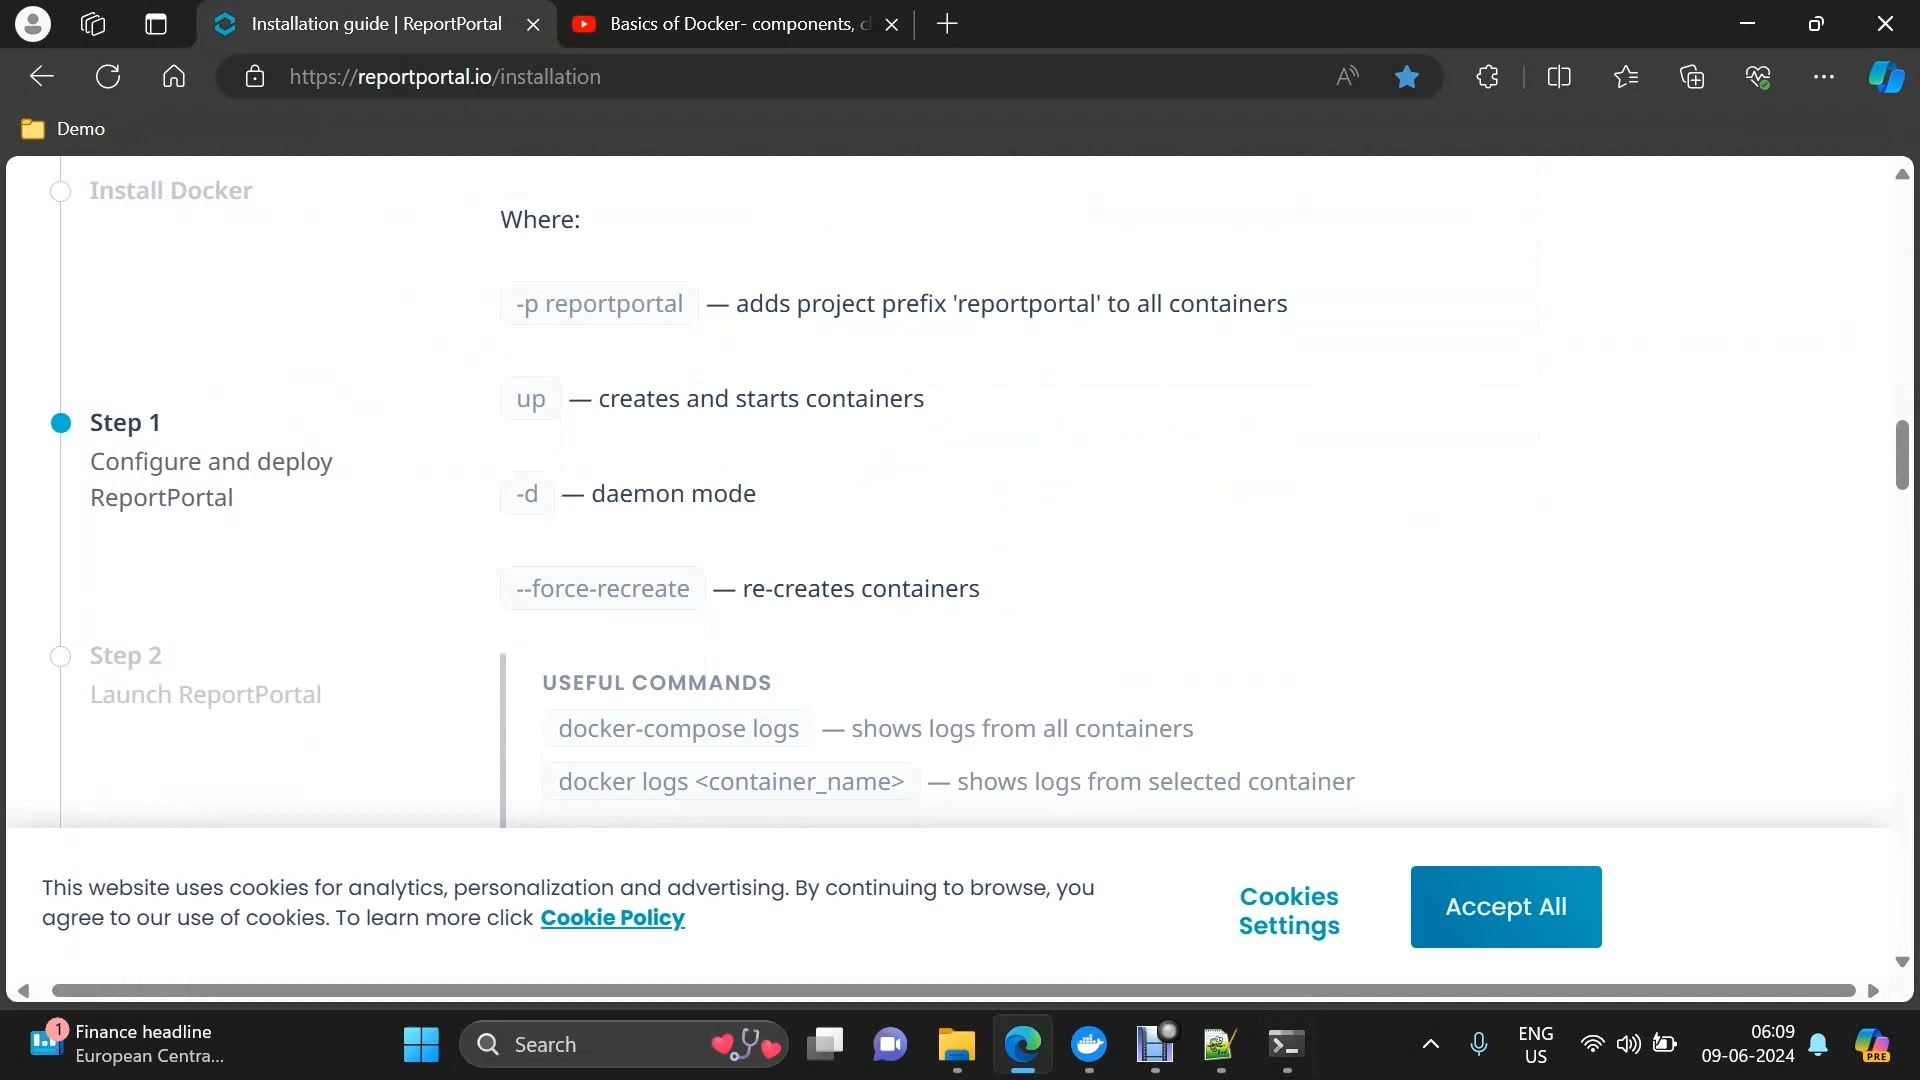 Installation guide | ReportPortal
Basics of Docker- components, cl
https://reportportal.io/installation
Demo
Install Docker
Where:
-p reportportal — adds project prefix 'reportportal' to all containers
up — creates and starts containers
Step 1
Configure and deploy
ReportPortal
-d — daemon mode
--force-recreate — re-creates containers
Step 2
Launch ReportPortal
USEFUL COMMANDS
docker-compose logs — shows logs from all containers
docker logs <container_name> — shows logs from selected container
This website uses cookies for analytics, personalization and advertising. By continuing to browse, you
agree to our use of cookies. To learn more click Cookie Policy
Cookies
Settings
Accept All
1
Finance headline
European Centra...
Search
ENG
US
06:09
09-06-2024
PRE